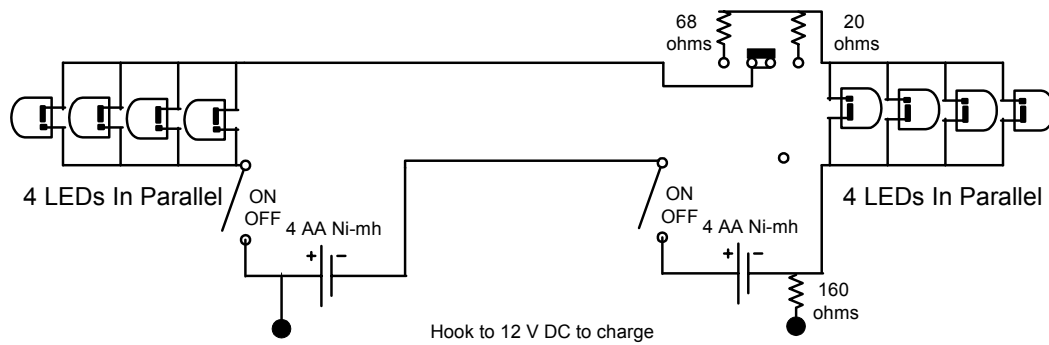 68
ohms
20
ohms
4 LEDs In Parallel
ON
OFF
4 AA Ni-mh
+ −
ON
OFF
4 AA Ni-mh
+ −
4 LEDs In Parallel
160
ohms
Hook to 12 V DC to charge